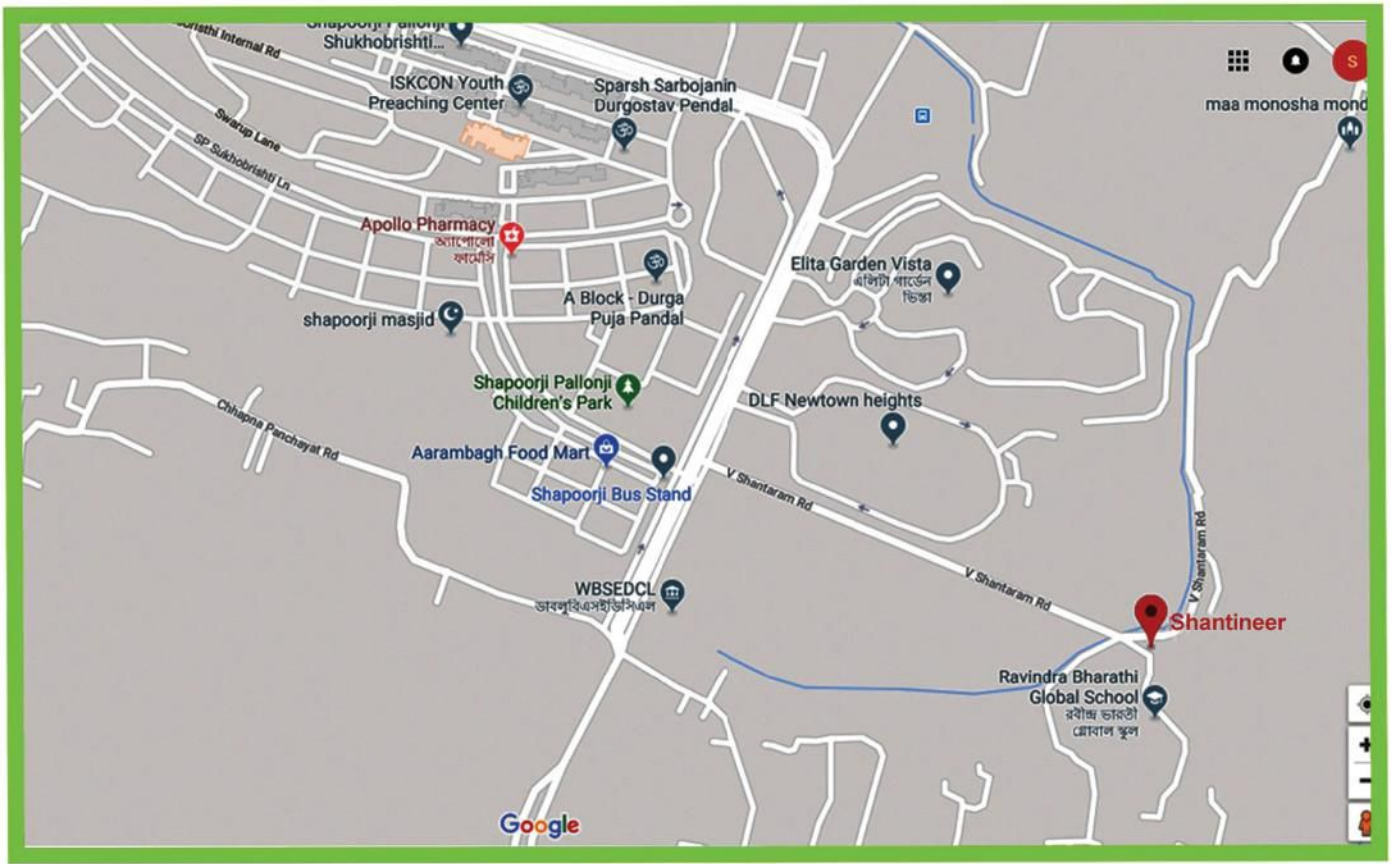 Shapoorji Pallonji
Shukhobrishti...
oristhi Internal Rd
ISKCON Youth
Preaching Center
Sparsh Sarbojanin
Durgostav Pendal
S
maa monosha mond
Swarup Lane
SP Sukhobrishti Ln
Apollo Pharmacy
অ্যাপোলো
ফার্মেসি
Elita Garden Vista
এলিটা গার্ডেন
ভিস্তা
A Block - Durga
Puja Pandal
shapoorji masjid
Shapoorji Pallonji
Children's Park
DLF Newtown heights
Chhapna Panchayat Rd
Aarambagh Food Mart
Shapoorji Bus Stand
V Shantaram Rd
V Shantaram Rd
V Shantaram Rd
WBSEDCL
ডাবলুবিএসইডিসিএল
Shantineer
Ravindra Bharathi
Global School
রবীন্দ্র ভারতী
গ্লোবাল স্কুল
Google